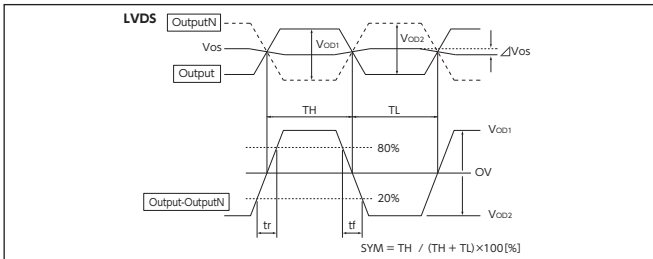 LVDS
OutputN
Vos
VOD1
VOD2
⊿Vos
Output
TH
TL
VOD1
80%
OV
20%
Output-OutputN
VOD2
tr
tf
SYM = TH / (TH + TL)×100[%]